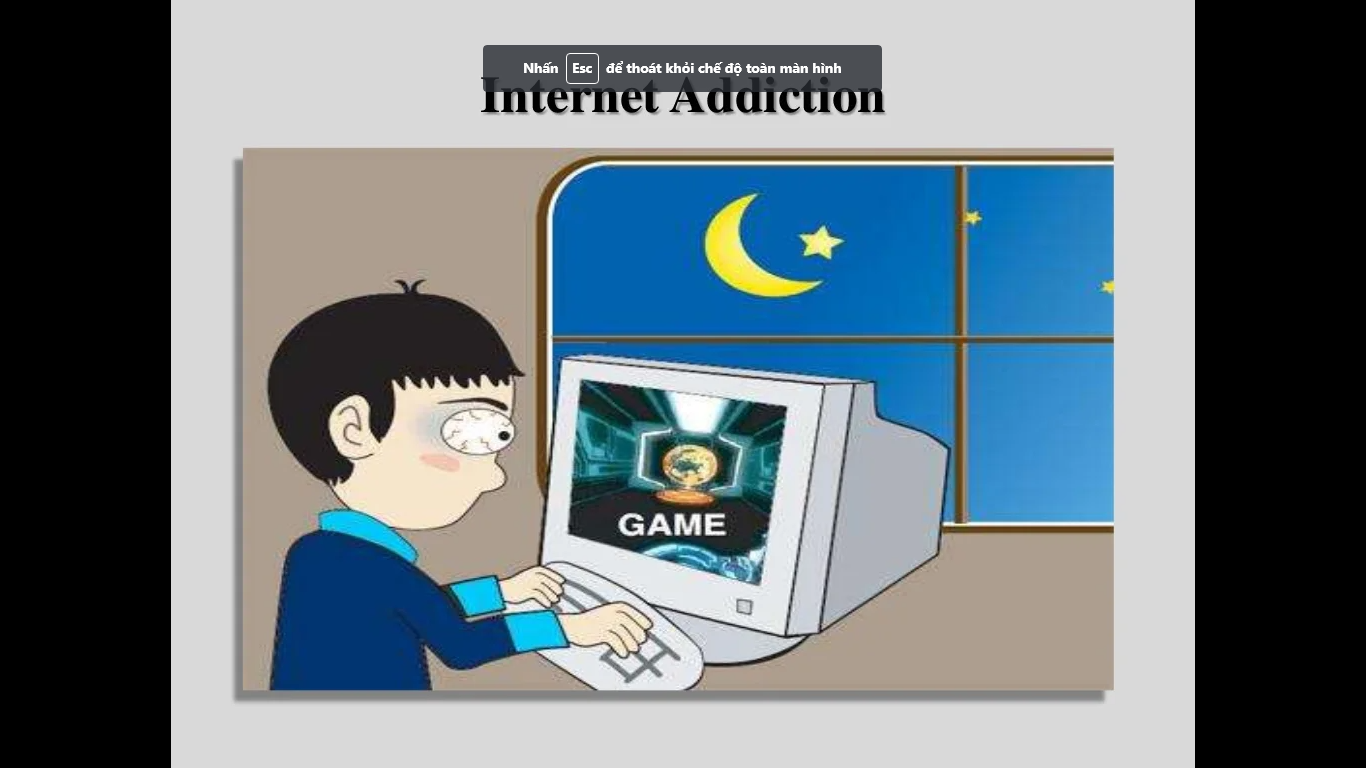 Nhấn Esc để thoát khỏi chế độ toàn màn hình
Internet Addiction
GAME